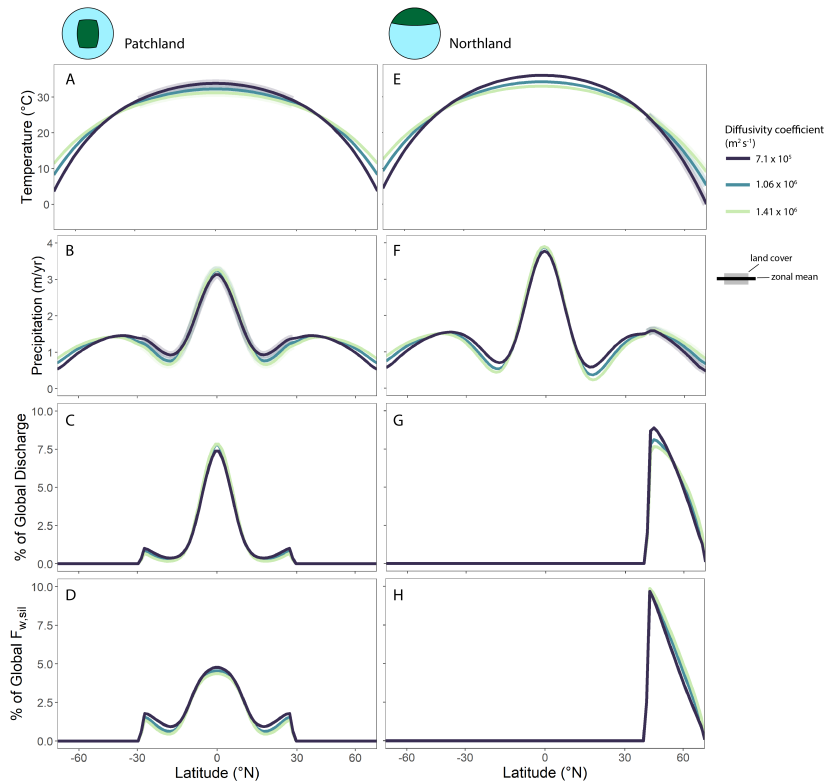 Patchland
Northland
A
E
Temperature (°C)
30
20
10
0
Diffusivity coefficient
(m² s⁻¹)
7.1 x 10⁵
1.06 x 10⁶
1.41 x 10⁶
land cover
zonal mean
B
F
Precipitation (m/yr)
4
3
2
1
0
C
G
% of Global Discharge
10.0
7.5
5.0
2.5
0.0
D
H
% of Global F_w,sil
10.0
7.5
5.0
2.5
0.0
-60 -30 0 30 60
-60 -30 0 30 60
Latitude (°N)
Latitude (°N)